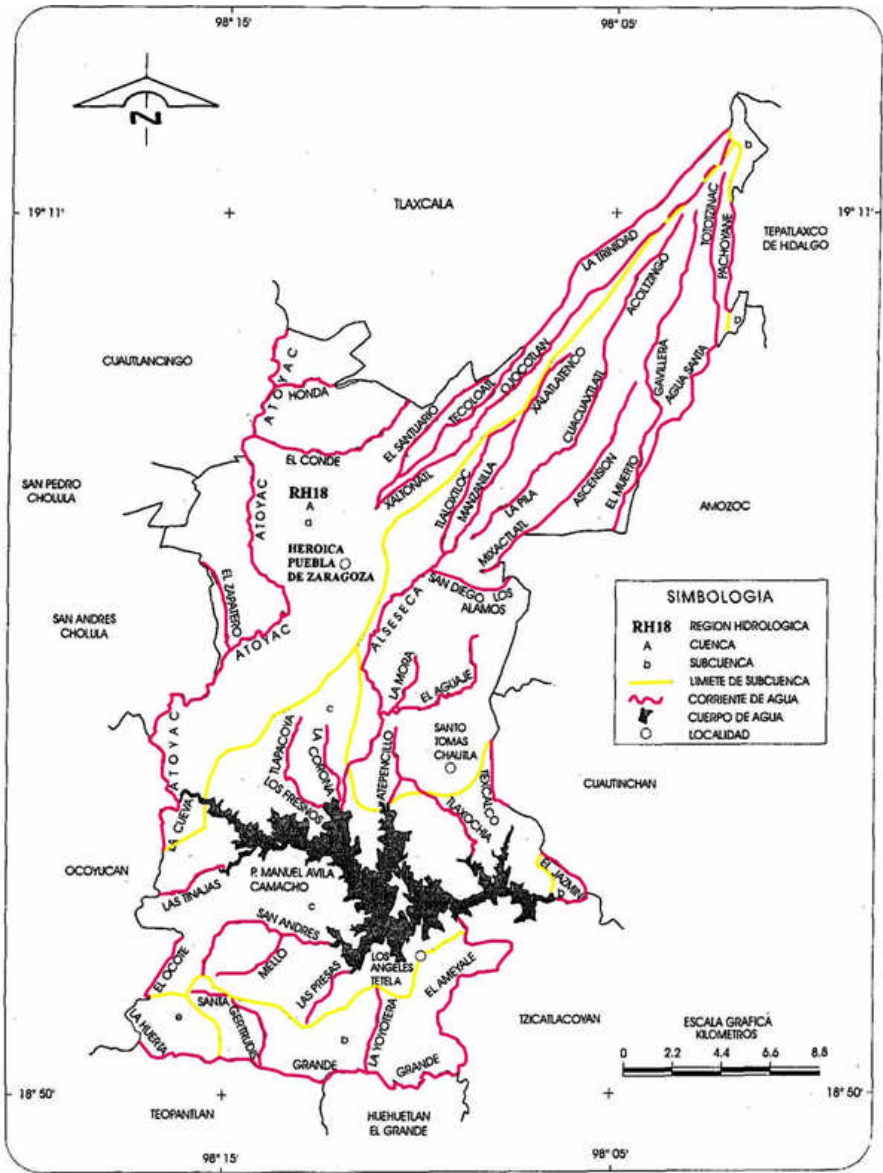 98° 15'
98° 05'
N
b
TLAXCALA
19° 11'
19° 11'
TOTOTZINAC
PACHOYANE
TEPATLAXCO
DE HIDALGO
LA TRINIDAD
ACOLTZINGO
CUAUTLANCINGO
ATOYAC
HONDA
EL SANTUARIO
TECOLOATL
OJOCOTLAN
XALATLATENCO
GAVILLERA
AGUA SANTA
EL CONDE
XALTONATL
CUACUAXTLATL
SAN PEDRO
CHOLULA
ATOYAC
RH18
A
TLALOXTLOC
MANZANILLA
LA PILA
ASCENSION
EL MUERTO
AMOZOC
HEROICA
PUEBLA
DE ZARAGOZA
MIXACTLATL
EL ZAPATERO
SAN DIEGO LOS
ALAMOS
SAN ANDRES
CHOLULA
ATOYAC
ALSESECA
LA MORA
EL AGUAJE
SIMBOLOGIA
RH18 REGION HIDROLOGICA
A CUENCA
b SUBCUENCA
LIMIETE DE SUBCUENCA
CORRIENTE DE AGUA
CUERPO DE AGUA
LOCALIDAD
ATOYAC
c
TLAPACOYA
LA CORONA
LOS FRESNOS
ATEPENCILLO
SANTO
TOMAS
CHAUTLA
TEXCALCO
TLAXOCHIA
CUAUTINCHAN
LA CUEVA
OCOYUCAN
LAS TINAJAS
P. MANUEL AVILA
CAMACHO
c
EL JAZMIN
SAN ANDRES
MELLO
LAS PRESAS
LOS
ANGELES
TETELA
EL AMEYALE
EL OCOTE
SANTA
GERTRUDIS
LA HUERTA
e
GRANDE
b
LA YOYOTERA
GRANDE
TZICATLACOYAN
ESCALA GRAFICA
KILOMETROS
0 2.2 4.4 6.6 8.8
18° 50'
18° 50'
TEOPANTLAN
HUEHUETLAN
EL GRANDE
98° 15'
98° 05'